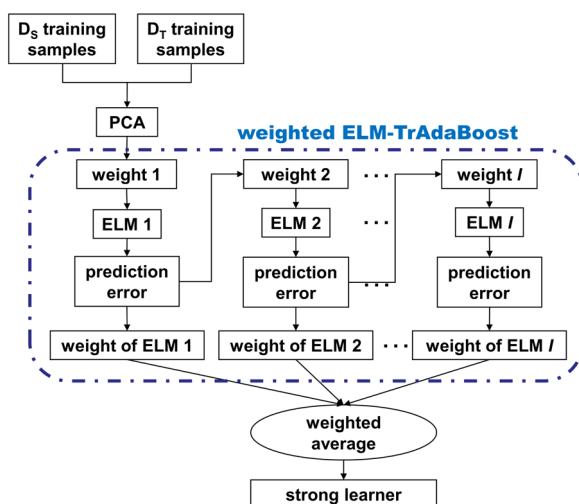 D_S training samples
D_T training samples
PCA
weighted ELM-TrAdaBoost
weight 1
weight 2
...
weight I
ELM 1
ELM 2
...
ELM I
prediction error
prediction error
...
prediction error
weight of ELM 1
weight of ELM 2
...
weight of ELM I
weighted average
strong learner